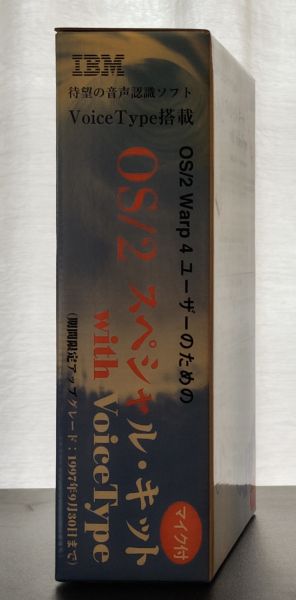 IBM
待望の音声認識ソフト
VoiceType搭載
OS/2 Warp 4 ユーザーのための
OS/2 スペシャル・キット
with VoiceType
(期間限定アップグレード：1997年9月30日まで)
マイク付